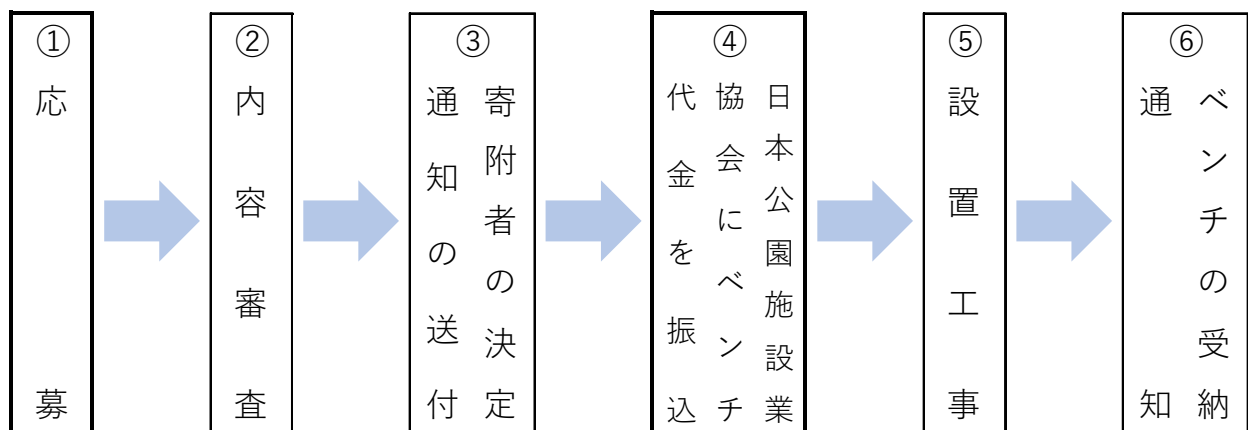 ①
応募
②
内容審査
③
寄附者の決定
通知の送付
④
日本公園施設業
協会にベンチ
代金を振込
⑤
設置工事
⑥
ベンチの受納
通知